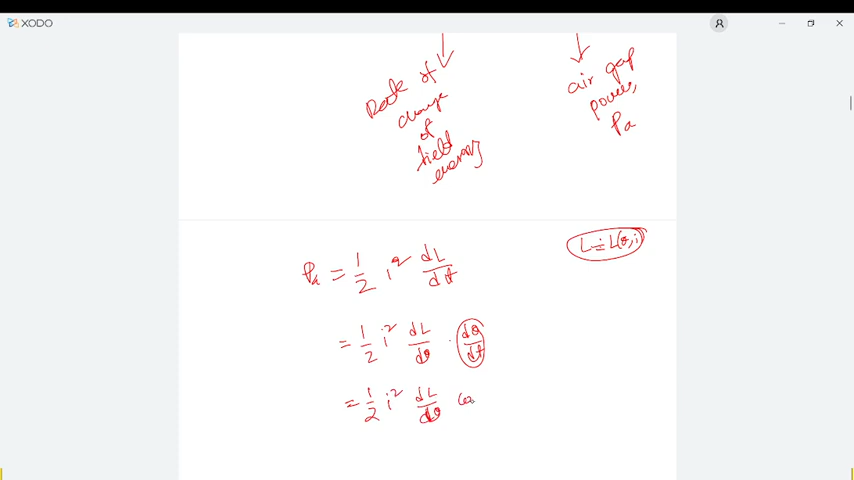 XODO
Rate of
change
of
field
energy
air gap
power,
Pa
L = L(θ,i)
Pa = 1/2 i² dL/dt
= 1/2 i² dL/dθ · dθ/dt
= 1/2 i² dL/dθ ω